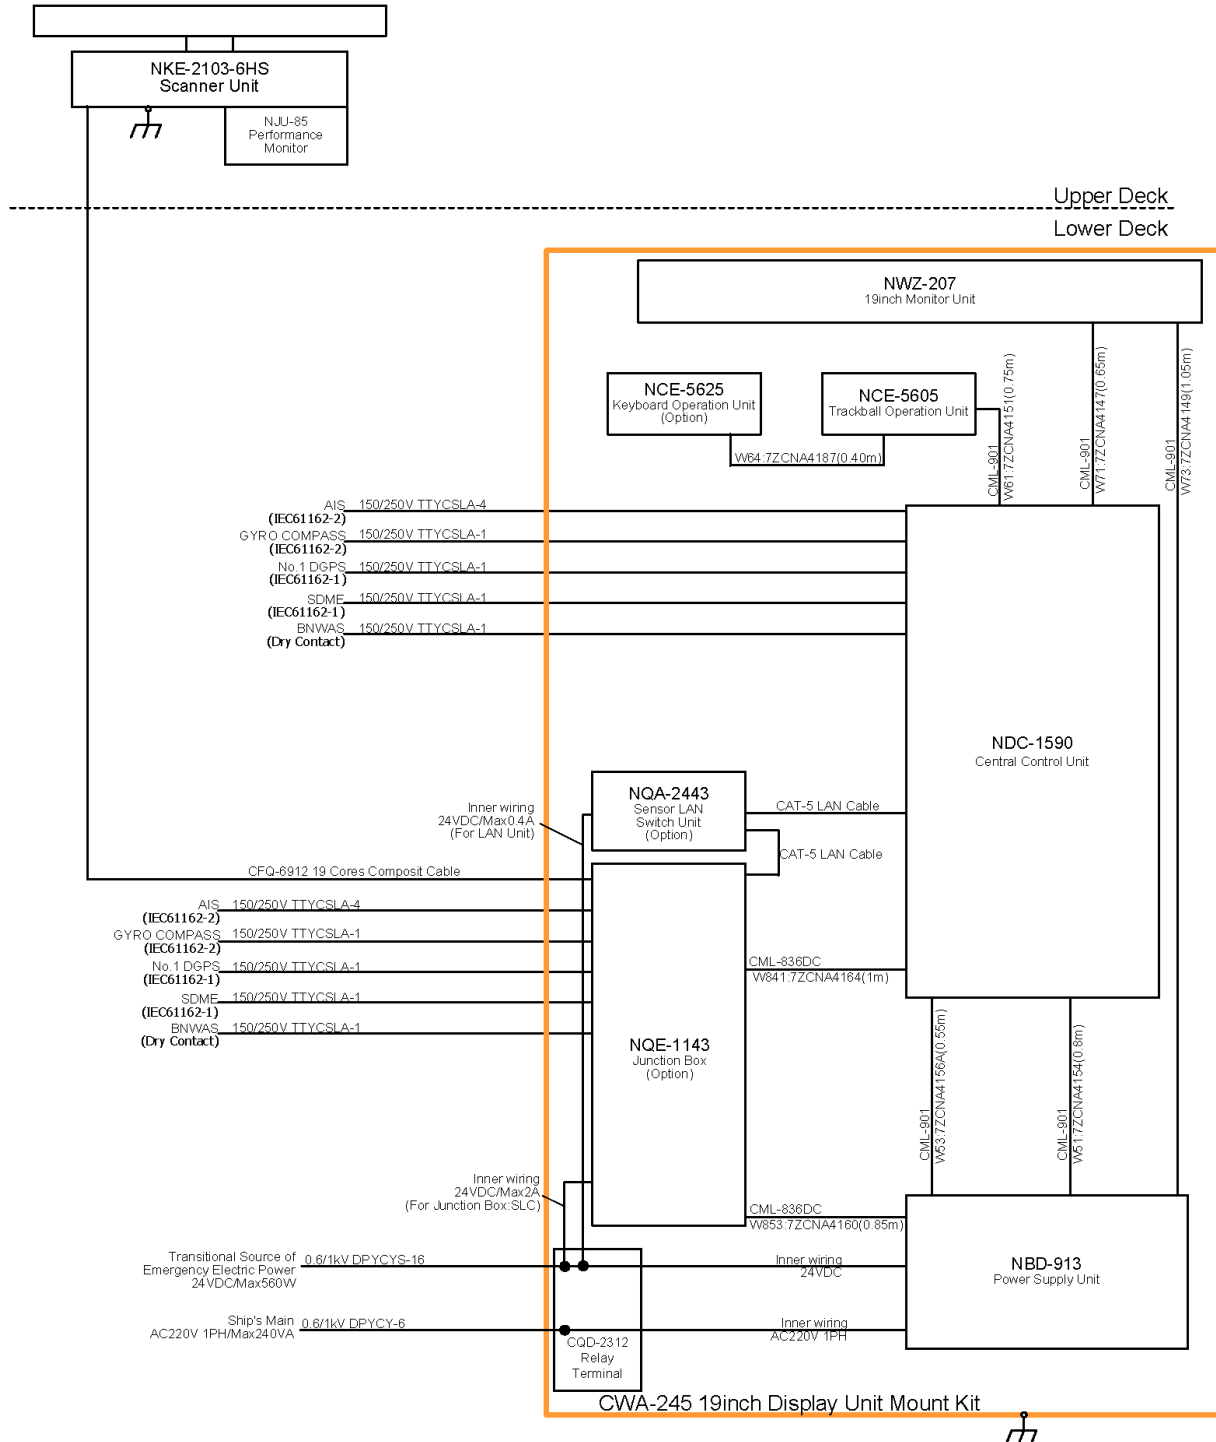 NKE-2103-6HS
Scanner Unit
NJU-85
Performance
Monitor
Upper Deck
Lower Deck
NWZ-207
19inch Monitor Unit
NCE-5625
Keyboard Operation Unit
(Option)
NCE-5605
Trackball Operation Unit
W64:7ZCNA4187(0.40m)
CML-901
W61:7ZCNA4151(0.75m)
CML-901
W71:7ZCNA4147(0.65m)
CML-901
W73:7ZCNA4149(1.05m)
AIS 150/250V TTYCSLA-4
(IEC61162-2)
GYRO COMPASS 150/250V TTYCSLA-1
(IEC61162-2)
No.1 DGPS 150/250V TTYCSLA-1
(IEC61162-1)
SDME 150/250V TTYCSLA-1
(IEC61162-1)
BNWAS 150/250V TTYCSLA-1
(Dry Contact)
NDC-1590
Central Control Unit
NQA-2443
Sensor LAN
Switch Unit
(Option)
CAT-5 LAN Cable
CAT-5 LAN Cable
Inner wiring
24VDC/Max0.4A
(For LAN Unit)
CFQ-6912 19 Cores Composit Cable
AIS 150/250V TTYCSLA-4
(IEC61162-2)
GYRO COMPASS 150/250V TTYCSLA-1
(IEC61162-2)
No.1 DGPS 150/250V TTYCSLA-1
(IEC61162-1)
SDME 150/250V TTYCSLA-1
(IEC61162-1)
BNWAS 150/250V TTYCSLA-1
(Dry Contact)
CML-836DC
W841:7ZCNA4164(1m)
NQE-1143
Junction Box
(Option)
CML-901
W53:7ZCNA4156A(0.55m)
CML-901
W51:7ZCNA4154(0.8m)
Inner wiring
24VDC/Max2A
(For Junction Box:SLC)
CML-836DC
W853:7ZCNA4160(0.85m)
Transitional Source of
Emergency Electric Power
24VDC/Max560W
0.6/1kV DPYCYS-16
Inner wiring
24VDC
NBD-913
Power Supply Unit
Ship's Main
AC220V 1PH/Max240VA
0.6/1kV DPYCY-6
Inner wiring
AC220V 1PH
CQD-2312
Relay
Terminal
CWA-245 19inch Display Unit Mount Kit